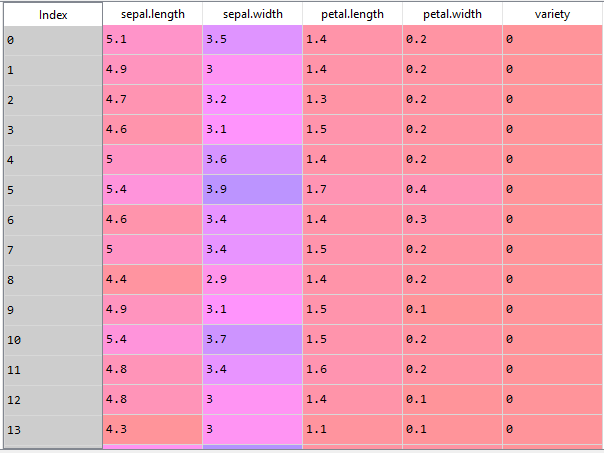 Index sepal.length sepal.width petal.length petal.width variety
0 5.1 3.5 1.4 0.2 0
1 4.9 3 1.4 0.2 0
2 4.7 3.2 1.3 0.2 0
3 4.6 3.1 1.5 0.2 0
4 5 3.6 1.4 0.2 0
5 5.4 3.9 1.7 0.4 0
6 4.6 3.4 1.4 0.3 0
7 5 3.4 1.5 0.2 0
8 4.4 2.9 1.4 0.2 0
9 4.9 3.1 1.5 0.1 0
10 5.4 3.7 1.5 0.2 0
11 4.8 3.4 1.6 0.2 0
12 4.8 3 1.4 0.1 0
13 4.3 3 1.1 0.1 0